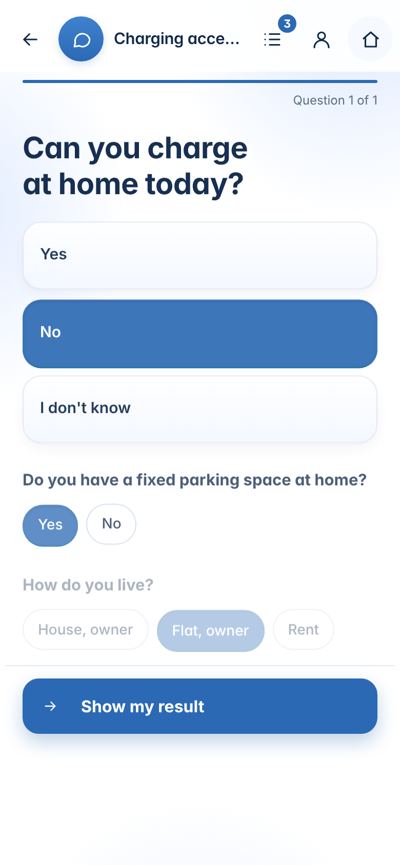 Charging acce...
3
Question 1 of 1
Can you charge
at home today?
Yes
No
I don't know
Do you have a fixed parking space at home?
Yes
No
How do you live?
House, owner
Flat, owner
Rent
Show my result